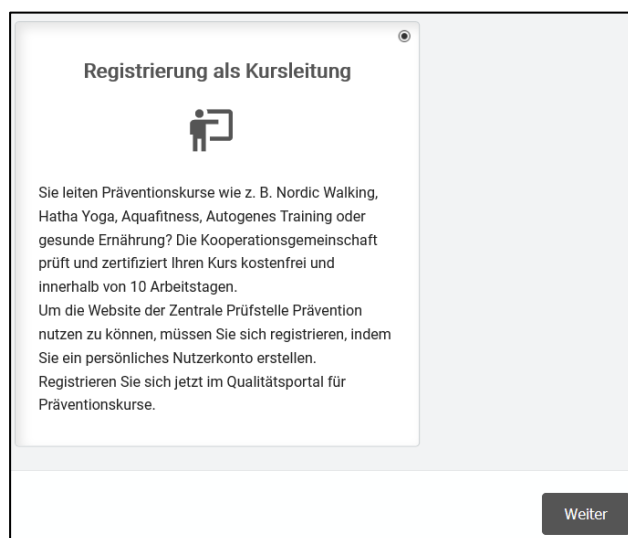 Registrierung als Kursleitung
Sie leiten Präventionskurse wie z. B. Nordic Walking,
Hatha Yoga, Aquafitness, Autogenes Training oder
gesunde Ernährung? Die Kooperationsgemeinschaft
prüft und zertifiziert Ihren Kurs kostenfrei und
innerhalb von 10 Arbeitstagen.
Um die Website der Zentrale Prüfstelle Prävention
nutzen zu können, müssen Sie sich registrieren, indem
Sie ein persönliches Nutzerkonto erstellen.
Registrieren Sie sich jetzt im Qualitätsportal für
Präventionskurse.
Weiter